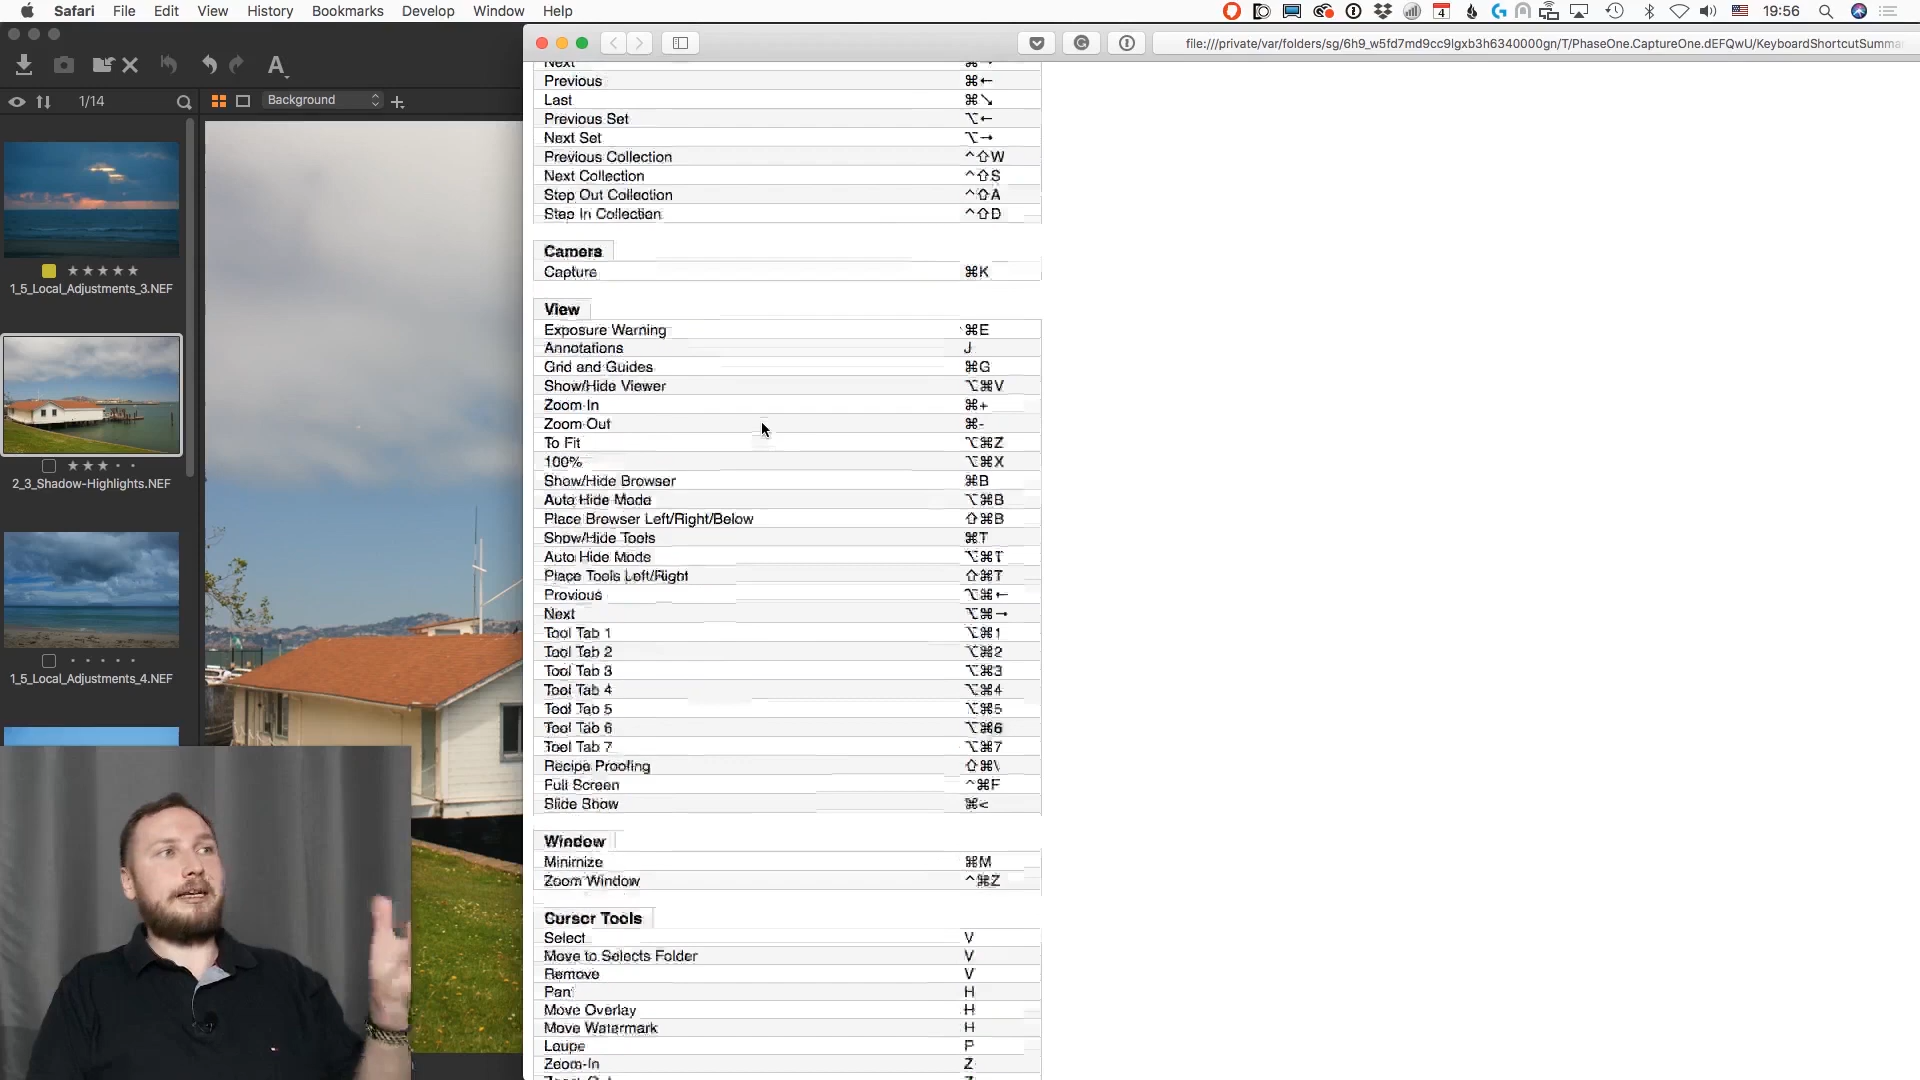 Safari File Edit View History Bookmarks Develop Window Help
4 19:56
file:///private/var/folders/sg/6h9_w5fd7md9cc9lgxb3h6340000gn/T/PhaseOne.CaptureOne.dEFQwU/KeyboardShortcutSumma
A
1/14
Background
1_5_Local_Adjustments_3.NEF
2_3_Shadow-Highlights.NEF
1_5_Local_Adjustments_4.NEF
Next ⌘→
Previous ⌘←
Last ⌘↘
Previous Set ⌥←
Next Set ⌥→
Previous Collection ^⇧W
Next Collection ^⇧S
Step Out Collection ^⇧A
Step In Collection ^⇧D
Camera
Capture ⌘K
View
Exposure Warning ⌘E
Annotations J
Grid and Guides ⌘G
Show/Hide Viewer ⌥⌘V
Zoom In ⌘+
Zoom Out ⌘-
To Fit ⌥⌘Z
100% ⌥⌘X
Show/Hide Browser ⌘B
Auto Hide Mode ⌥⌘B
Place Browser Left/Right/Below ⇧⌘B
Show/Hide Tools ⌘T
Auto Hide Mode ⌥⌘T
Place Tools Left/Right ⇧⌘T
Previous ⌥⌘←
Next ⌥⌘→
Tool Tab 1 ⌥⌘1
Tool Tab 2 ⌥⌘2
Tool Tab 3 ⌥⌘3
Tool Tab 4 ⌥⌘4
Tool Tab 5 ⌥⌘5
Tool Tab 6 ⌥⌘6
Tool Tab 7 ⌥⌘7
Recipe Proofing ⇧⌘\
Full Screen ^⌘F
Slide Show ⌘<
Window
Minimize ⌘M
Zoom Window ^⌘Z
Cursor Tools
Select V
Move to Selects Folder V
Remove V
Pan H
Move Overlay H
Move Watermark H
Loupe P
Zoom-In Z